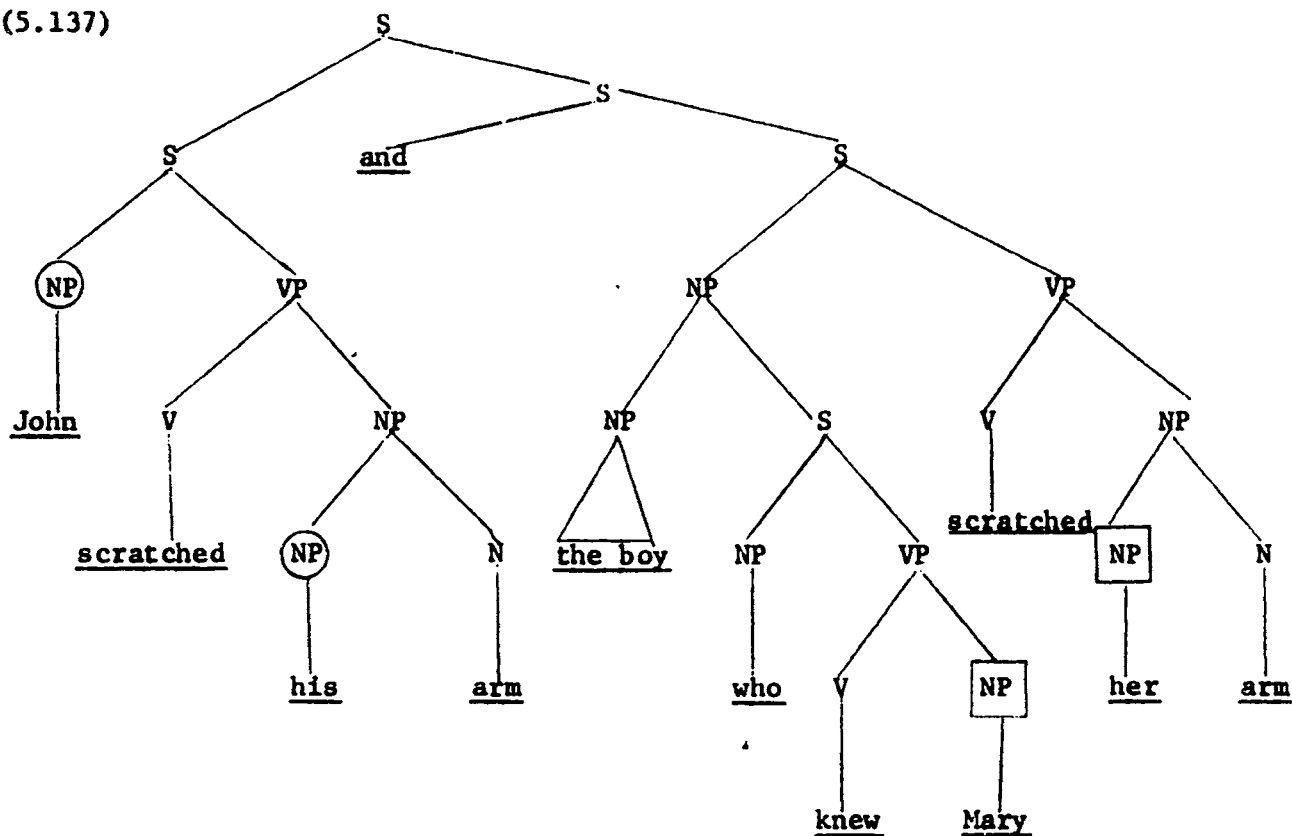 (5.137)
S
S
S and S
NP VP NP VP
John V NP NP S V NP
scratched NP N the boy NP VP scratched NP N
his arm who V NP her arm
knew Mary